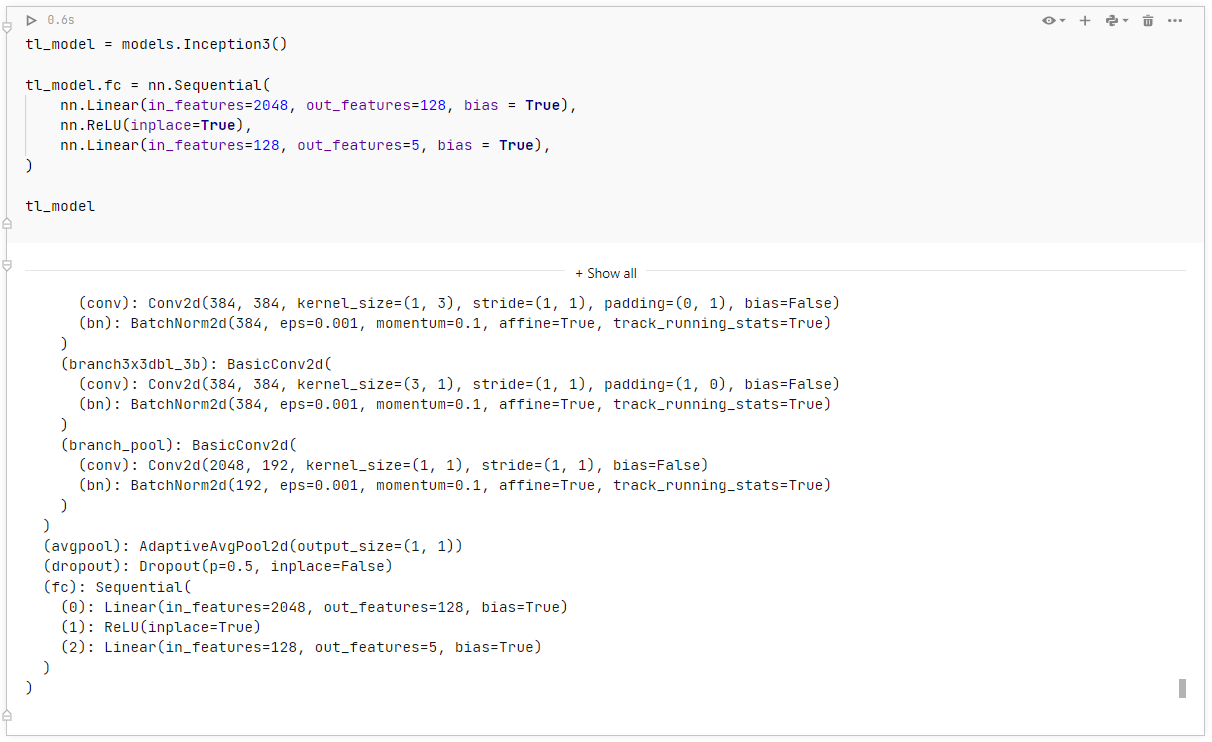 0.6s
tl_model = models.Inception3()
tl_model.fc = nn.Sequential(
    nn.Linear(in_features=2048, out_features=128, bias = True),
    nn.ReLU(inplace=True),
    nn.Linear(in_features=128, out_features=5, bias = True),
)
tl_model
+ Show all
      (conv): Conv2d(384, 384, kernel_size=(1, 3), stride=(1, 1), padding=(0, 1), bias=False)
      (bn): BatchNorm2d(384, eps=0.001, momentum=0.1, affine=True, track_running_stats=True)
    )
    (branch3x3dbl_3b): BasicConv2d(
      (conv): Conv2d(384, 384, kernel_size=(3, 1), stride=(1, 1), padding=(1, 0), bias=False)
      (bn): BatchNorm2d(384, eps=0.001, momentum=0.1, affine=True, track_running_stats=True)
    )
    (branch_pool): BasicConv2d(
      (conv): Conv2d(2048, 192, kernel_size=(1, 1), stride=(1, 1), bias=False)
      (bn): BatchNorm2d(192, eps=0.001, momentum=0.1, affine=True, track_running_stats=True)
    )
  )
  (avgpool): AdaptiveAvgPool2d(output_size=(1, 1))
  (dropout): Dropout(p=0.5, inplace=False)
  (fc): Sequential(
    (0): Linear(in_features=2048, out_features=128, bias=True)
    (1): ReLU(inplace=True)
    (2): Linear(in_features=128, out_features=5, bias=True)
  )
)